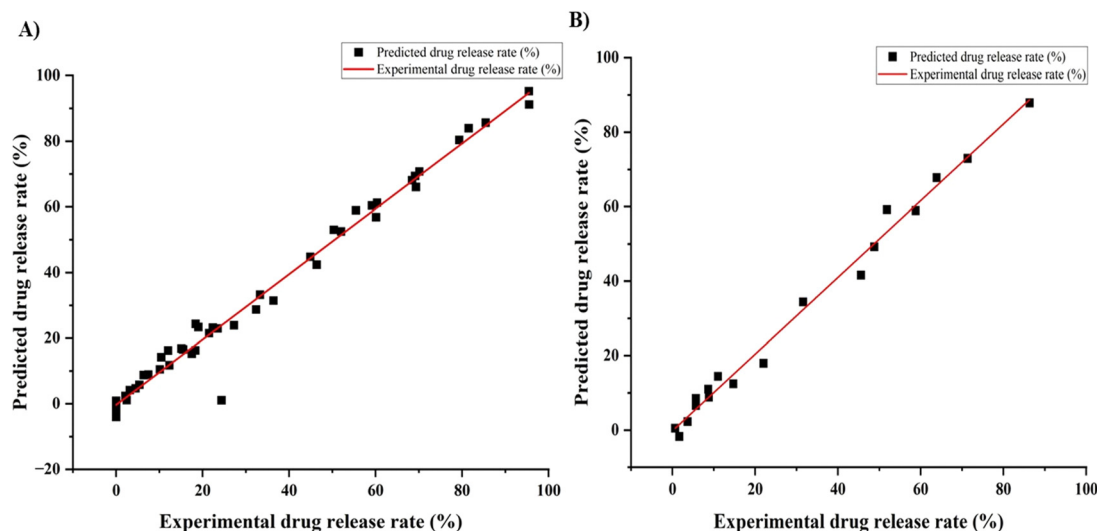 A)
Predicted drug release rate (%)
Experimental drug release rate (%)
Predicted drug release rate (%)
100
80
60
40
20
0
−20
0 20 40 60 80 100
Experimental drug release rate (%)
B)
Predicted drug release rate (%)
Experimental drug release rate (%)
Predicted drug release rate (%)
100
80
60
40
20
0
0 20 40 60 80 100
Experimental drug release rate (%)